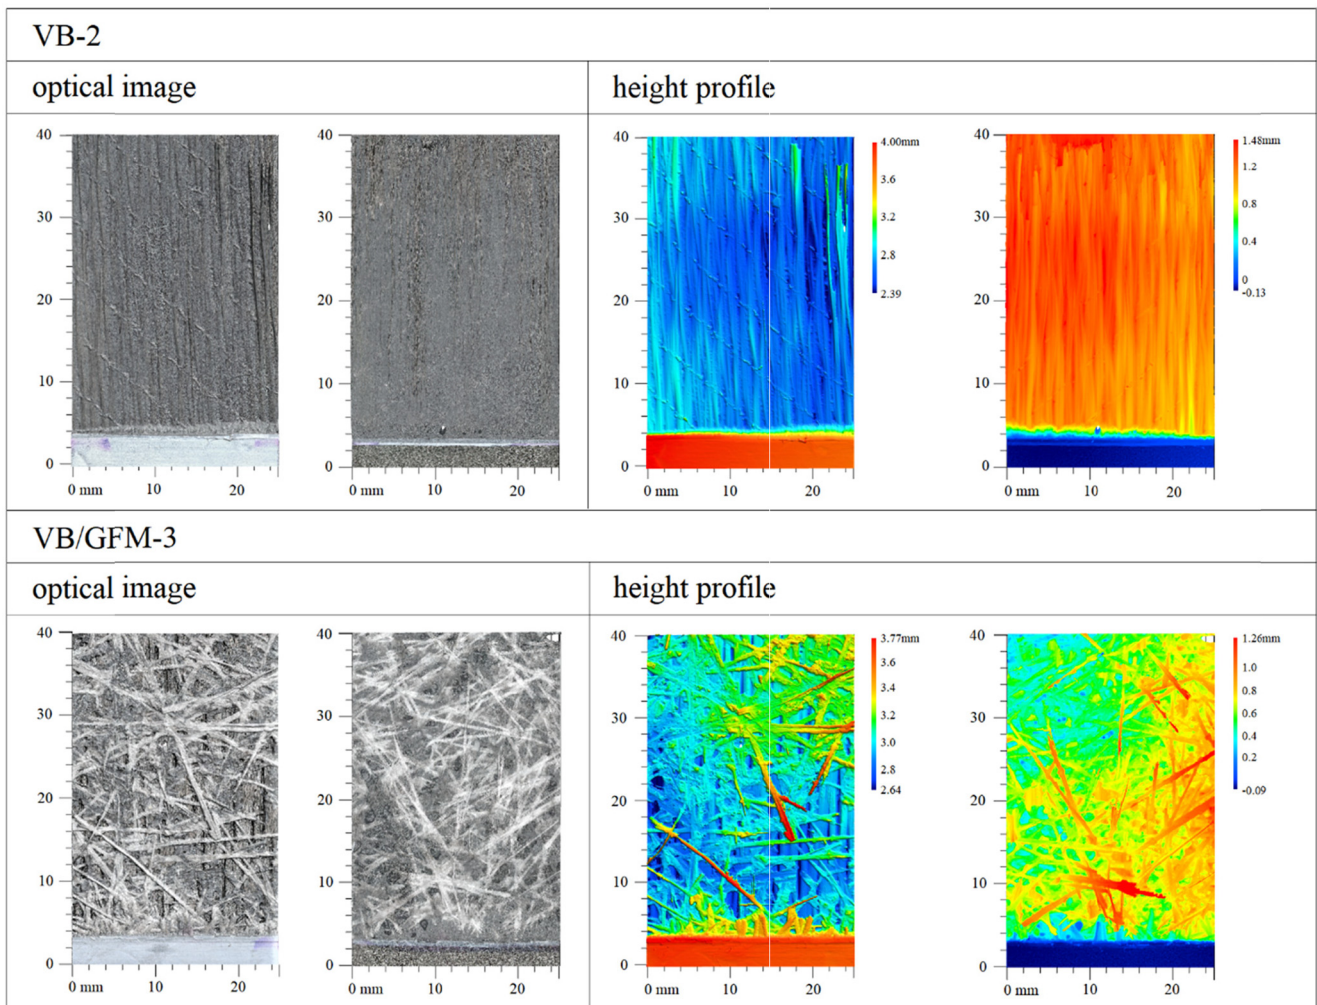 VB-2
optical image height profile
40 40 40 4.00mm 40 1.48mm
3.6 1.2
30 30 30 3.2 30 0.8
2.8 0.4
20 20 20 2.39 20 0 -0.13
10 10 10 10
0 0 0 0
0 mm 10 20 0 mm 10 20 0 mm 10 20 0 mm 10 20
VB/GFM-3
optical image height profile
40 40 40 3.77mm 40 1.26mm
3.6 1.0
3.4 0.8
30 30 30 3.2 30 0.6
3.0 0.4
2.8 0.2
20 20 20 2.64 20 -0.09
10 10 10 10
0 0 0 0
0 mm 10 20 0 mm 10 20 0 mm 10 20 0 mm 10 20